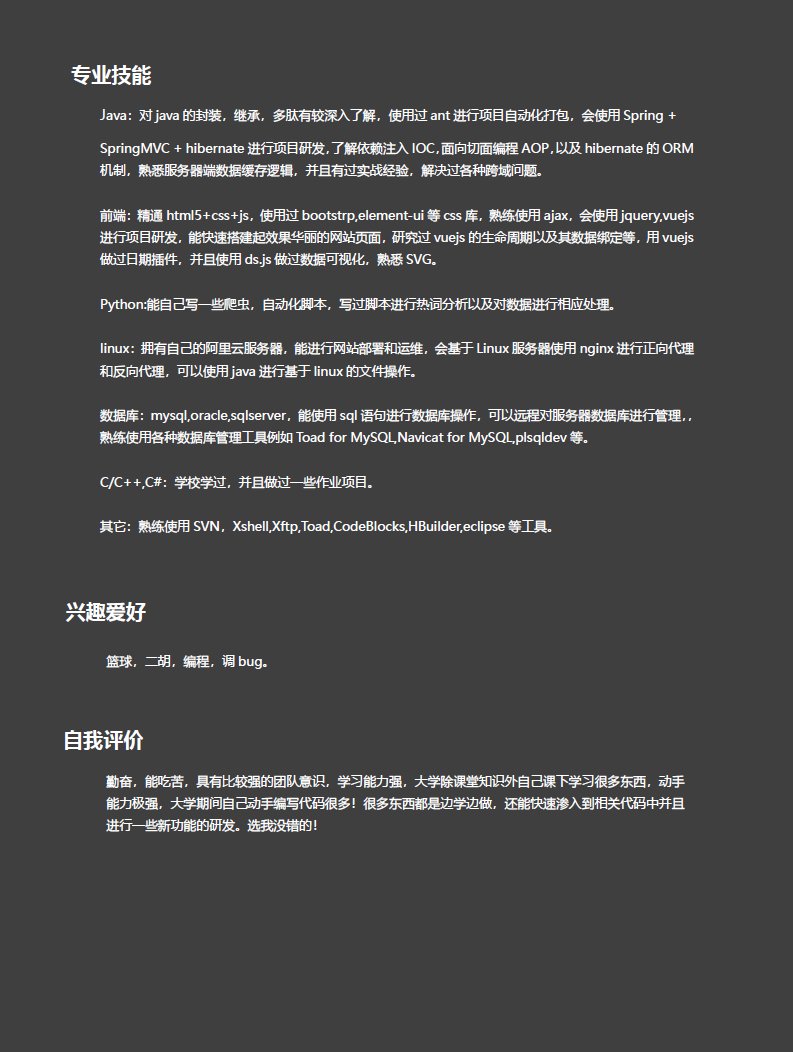 专业技能
Java：对 java 的封装，继承，多肽有较深入了解，使用过 ant 进行项目自动化打包，会使用 Spring +
SpringMVC + hibernate 进行项目研发，了解依赖注入 IOC，面向切面编程 AOP，以及 hibernate 的 ORM
机制，熟悉服务器端数据缓存逻辑，并且有过实战经验，解决过各种跨域问题。
前端：精通 html5+css+js，使用过 bootstrp,element-ui 等 css 库，熟练使用 ajax，会使用 jquery,vuejs
进行项目研发，能快速搭建起效果华丽的网站页面，研究过 vuejs 的生命周期以及其数据绑定等，用 vuejs
做过日期插件，并且使用 ds.js 做过数据可视化，熟悉 SVG。
Python:能自己写一些爬虫，自动化脚本，写过脚本进行热词分析以及对数据进行相应处理。
linux：拥有自己的阿里云服务器，能进行网站部署和运维，会基于 Linux 服务器使用 nginx 进行正向代理
和反向代理，可以使用 java 进行基于 linux 的文件操作。
数据库：mysql,oracle,sqlserver，能使用 sql 语句进行数据库操作，可以远程对服务器数据库进行管理，,
熟练使用各种数据库管理工具例如 Toad for MySQL,Navicat for MySQL,plsqldev 等。
C/C++,C#：学校学过，并且做过一些作业项目。
其它：熟练使用 SVN，Xshell,Xftp,Toad,CodeBlocks,HBuilder,eclipse 等工具。
兴趣爱好
篮球，二胡，编程，调 bug。
自我评价
勤奋，能吃苦，具有比较强的团队意识，学习能力强，大学除课堂知识外自己课下学习很多东西，动手
能力极强，大学期间自己动手编写代码很多！很多东西都是边学边做，还能快速渗入到相关代码中并且
进行一些新功能的研发。选我没错的！